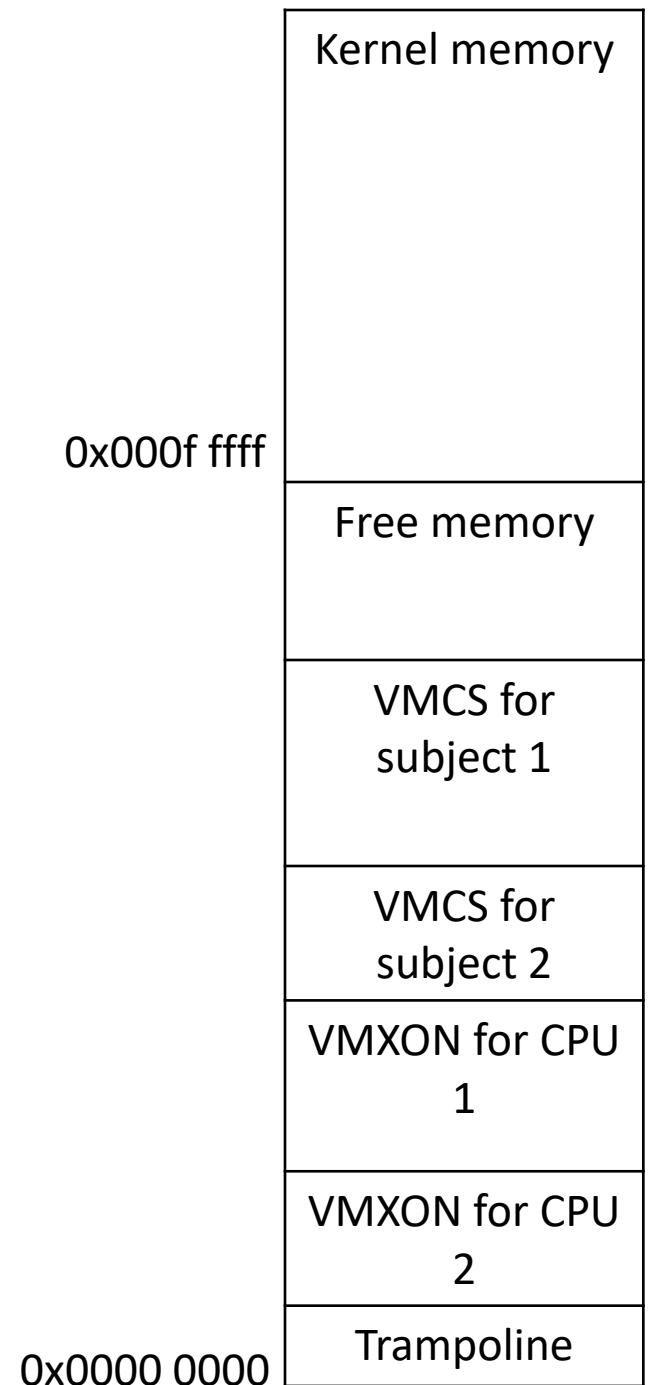 Kernel memory
0x000f ffff
Free memory
VMCS for
subject 1
VMCS for
subject 2
VMXON for CPU
1
VMXON for CPU
2
Trampoline
0x0000 0000